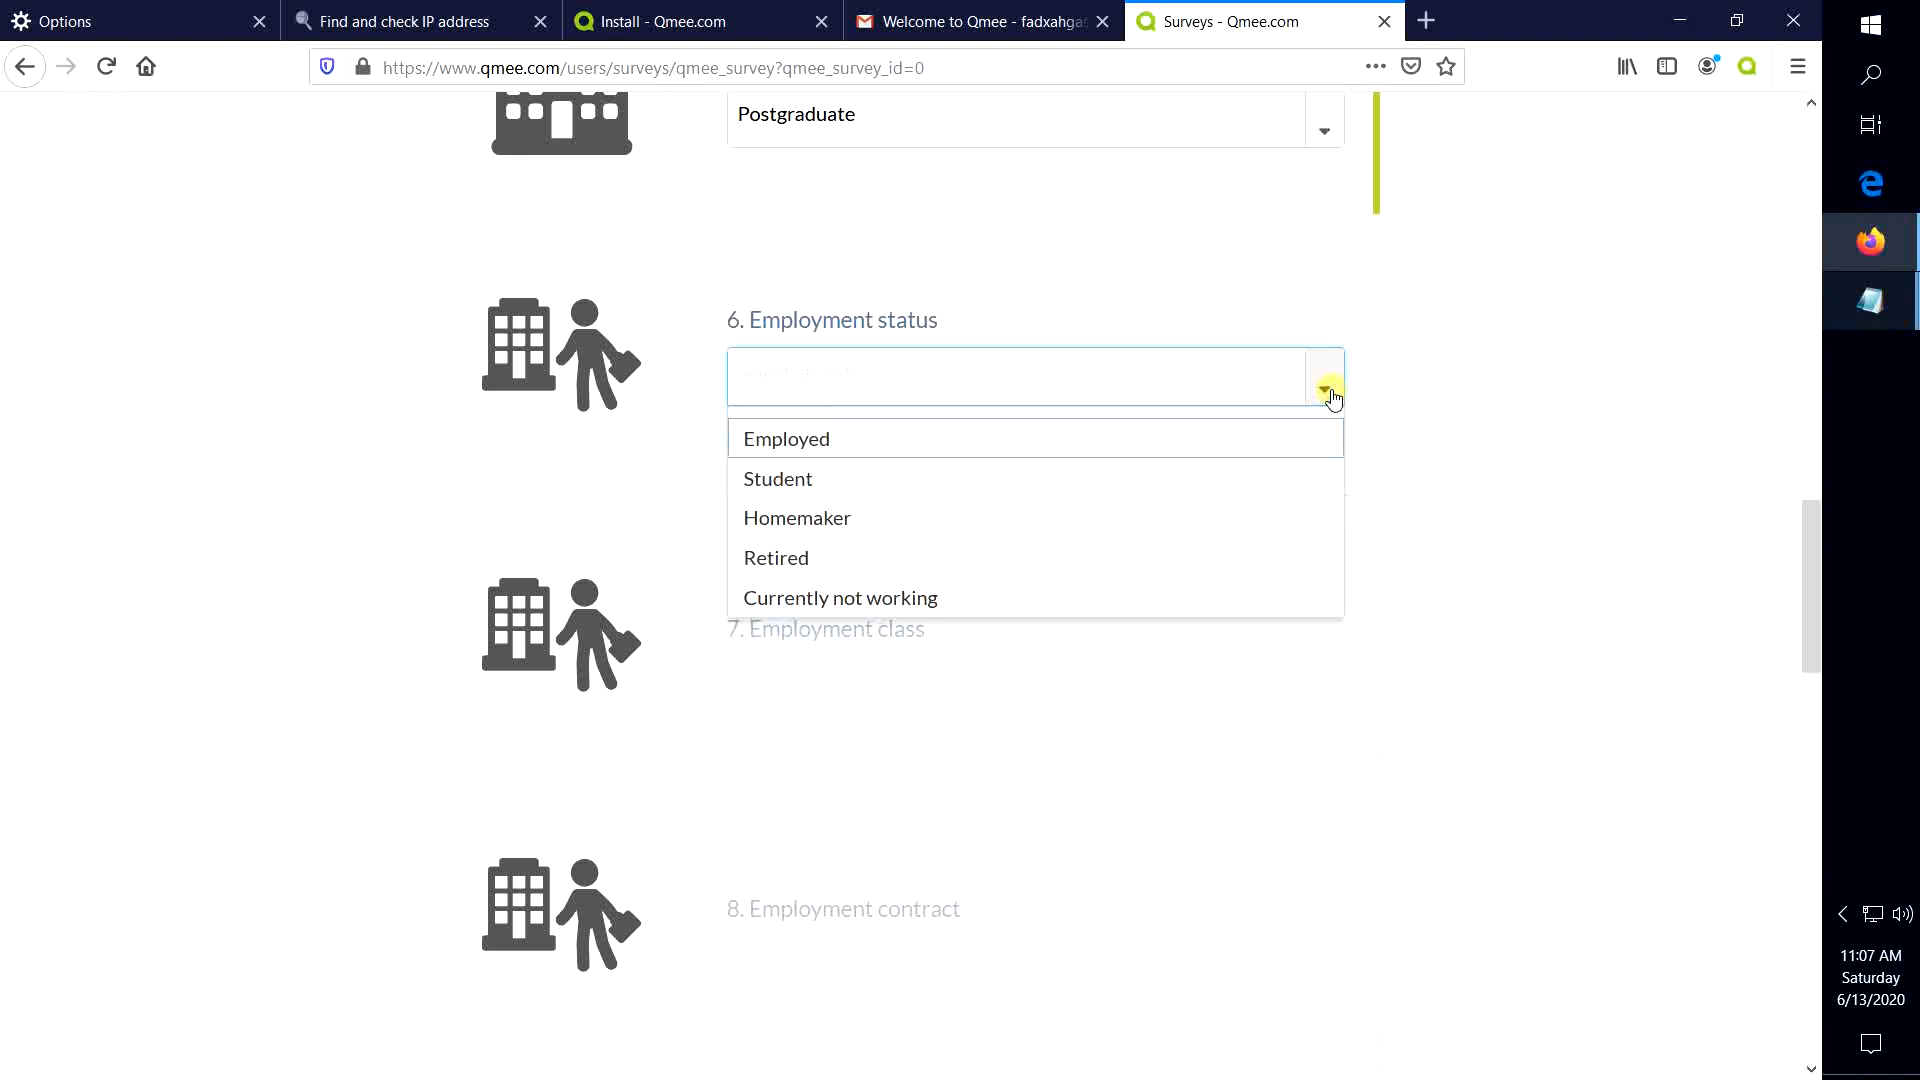 Options
Find and check IP address
Install - Qmee.com
Welcome to Qmee - fadxahga
Surveys - Qmee.com
https://www.qmee.com/users/surveys/qmee_survey?qmee_survey_id=0
Postgraduate
6. Employment status
Employed
Student
Homemaker
Retired
Currently not working
7. Employment class
8. Employment contract
11:07 AM
Saturday
6/13/2020